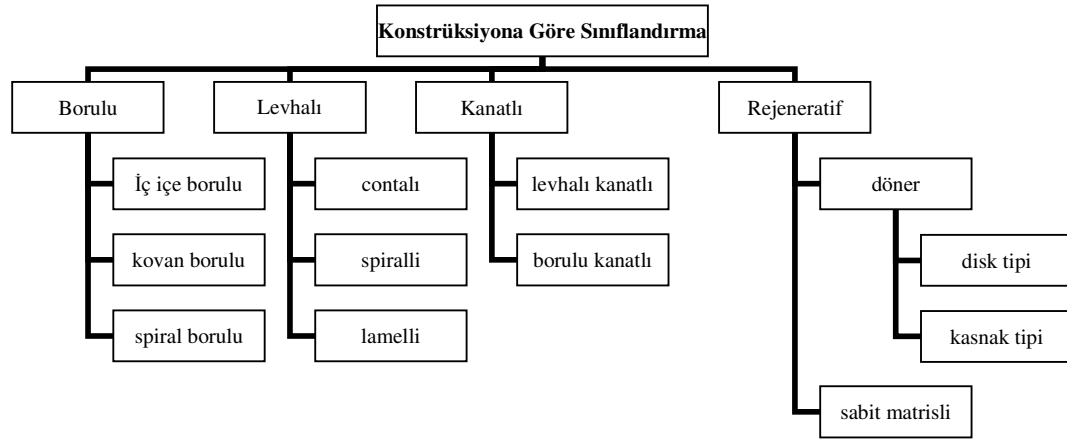 Konstrüksiyona Göre Sınıflandırma
Borulu
Levhalı
Kanatlı
Rejeneratif
İç içe borulu
contalı
levhalı kanatlı
döner
kovan borulu
spiralli
borulu kanatlı
disk tipi
spiral borulu
lamelli
kasnak tipi
sabit matrisli